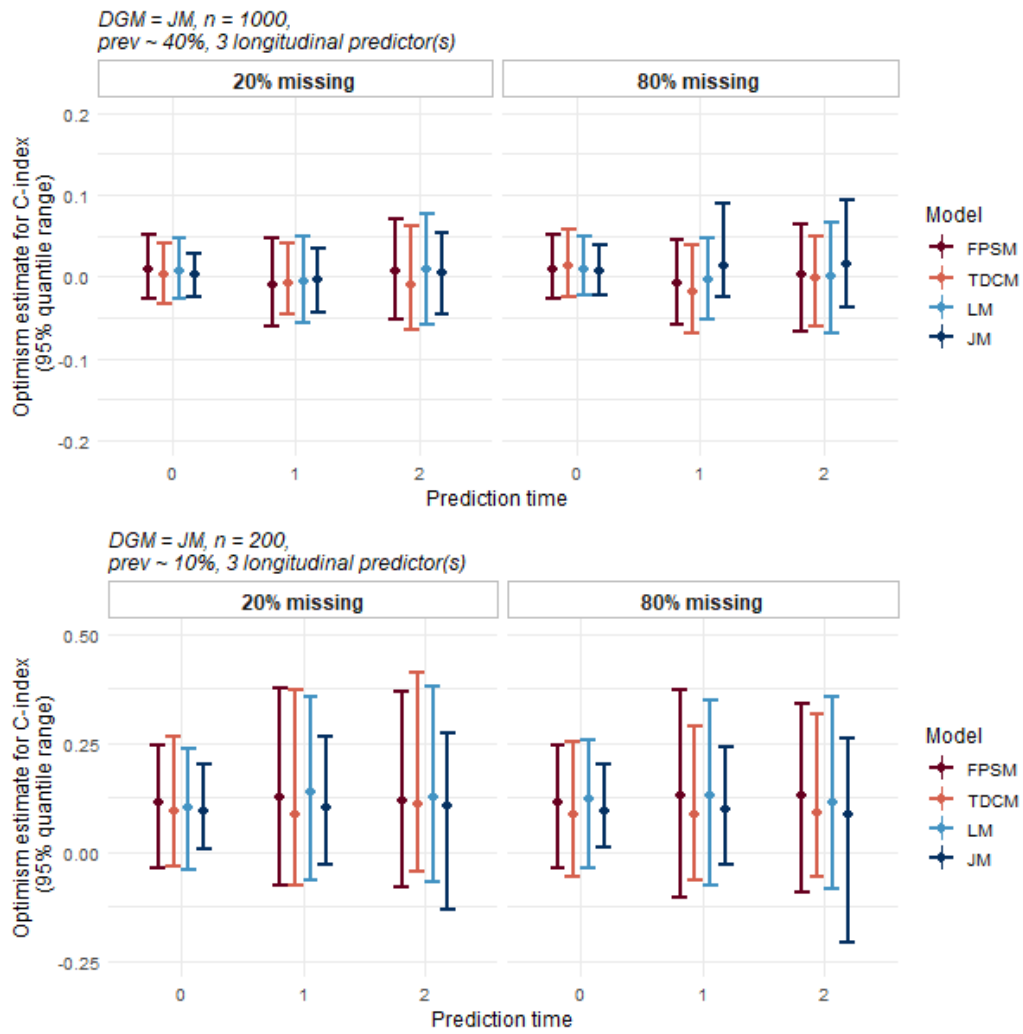 DGM = JM, n = 1000,
prev ~ 40%, 3 longitudinal predictor(s)
20% missing
80% missing
Optimism estimate for C-index
(95% quantile range)
0.2
0.1
0.0
-0.1
-0.2
0 1 2
0 1 2
Prediction time
Model
FPSM
TDCM
LM
JM
DGM = JM, n = 200,
prev ~ 10%, 3 longitudinal predictor(s)
20% missing
80% missing
Optimism estimate for C-index
(95% quantile range)
0.50
0.25
0.00
-0.25
0 1 2
0 1 2
Prediction time
Model
FPSM
TDCM
LM
JM